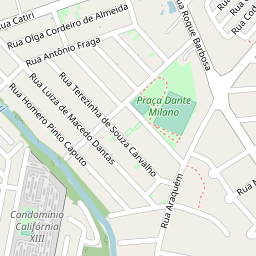 Rua Catiri
Rua Olga Cordeiro de Almeida
Rua Roque Barbosa
Rua Antônio Fraga
Rua Terezinha de Souza Carvalho
Rua Luiza de Macedo Dantas
Rua Homero Pinto Caputo
Praça Dante
Milano
Rua Araquém
Condomínio
Califórnia
XIII